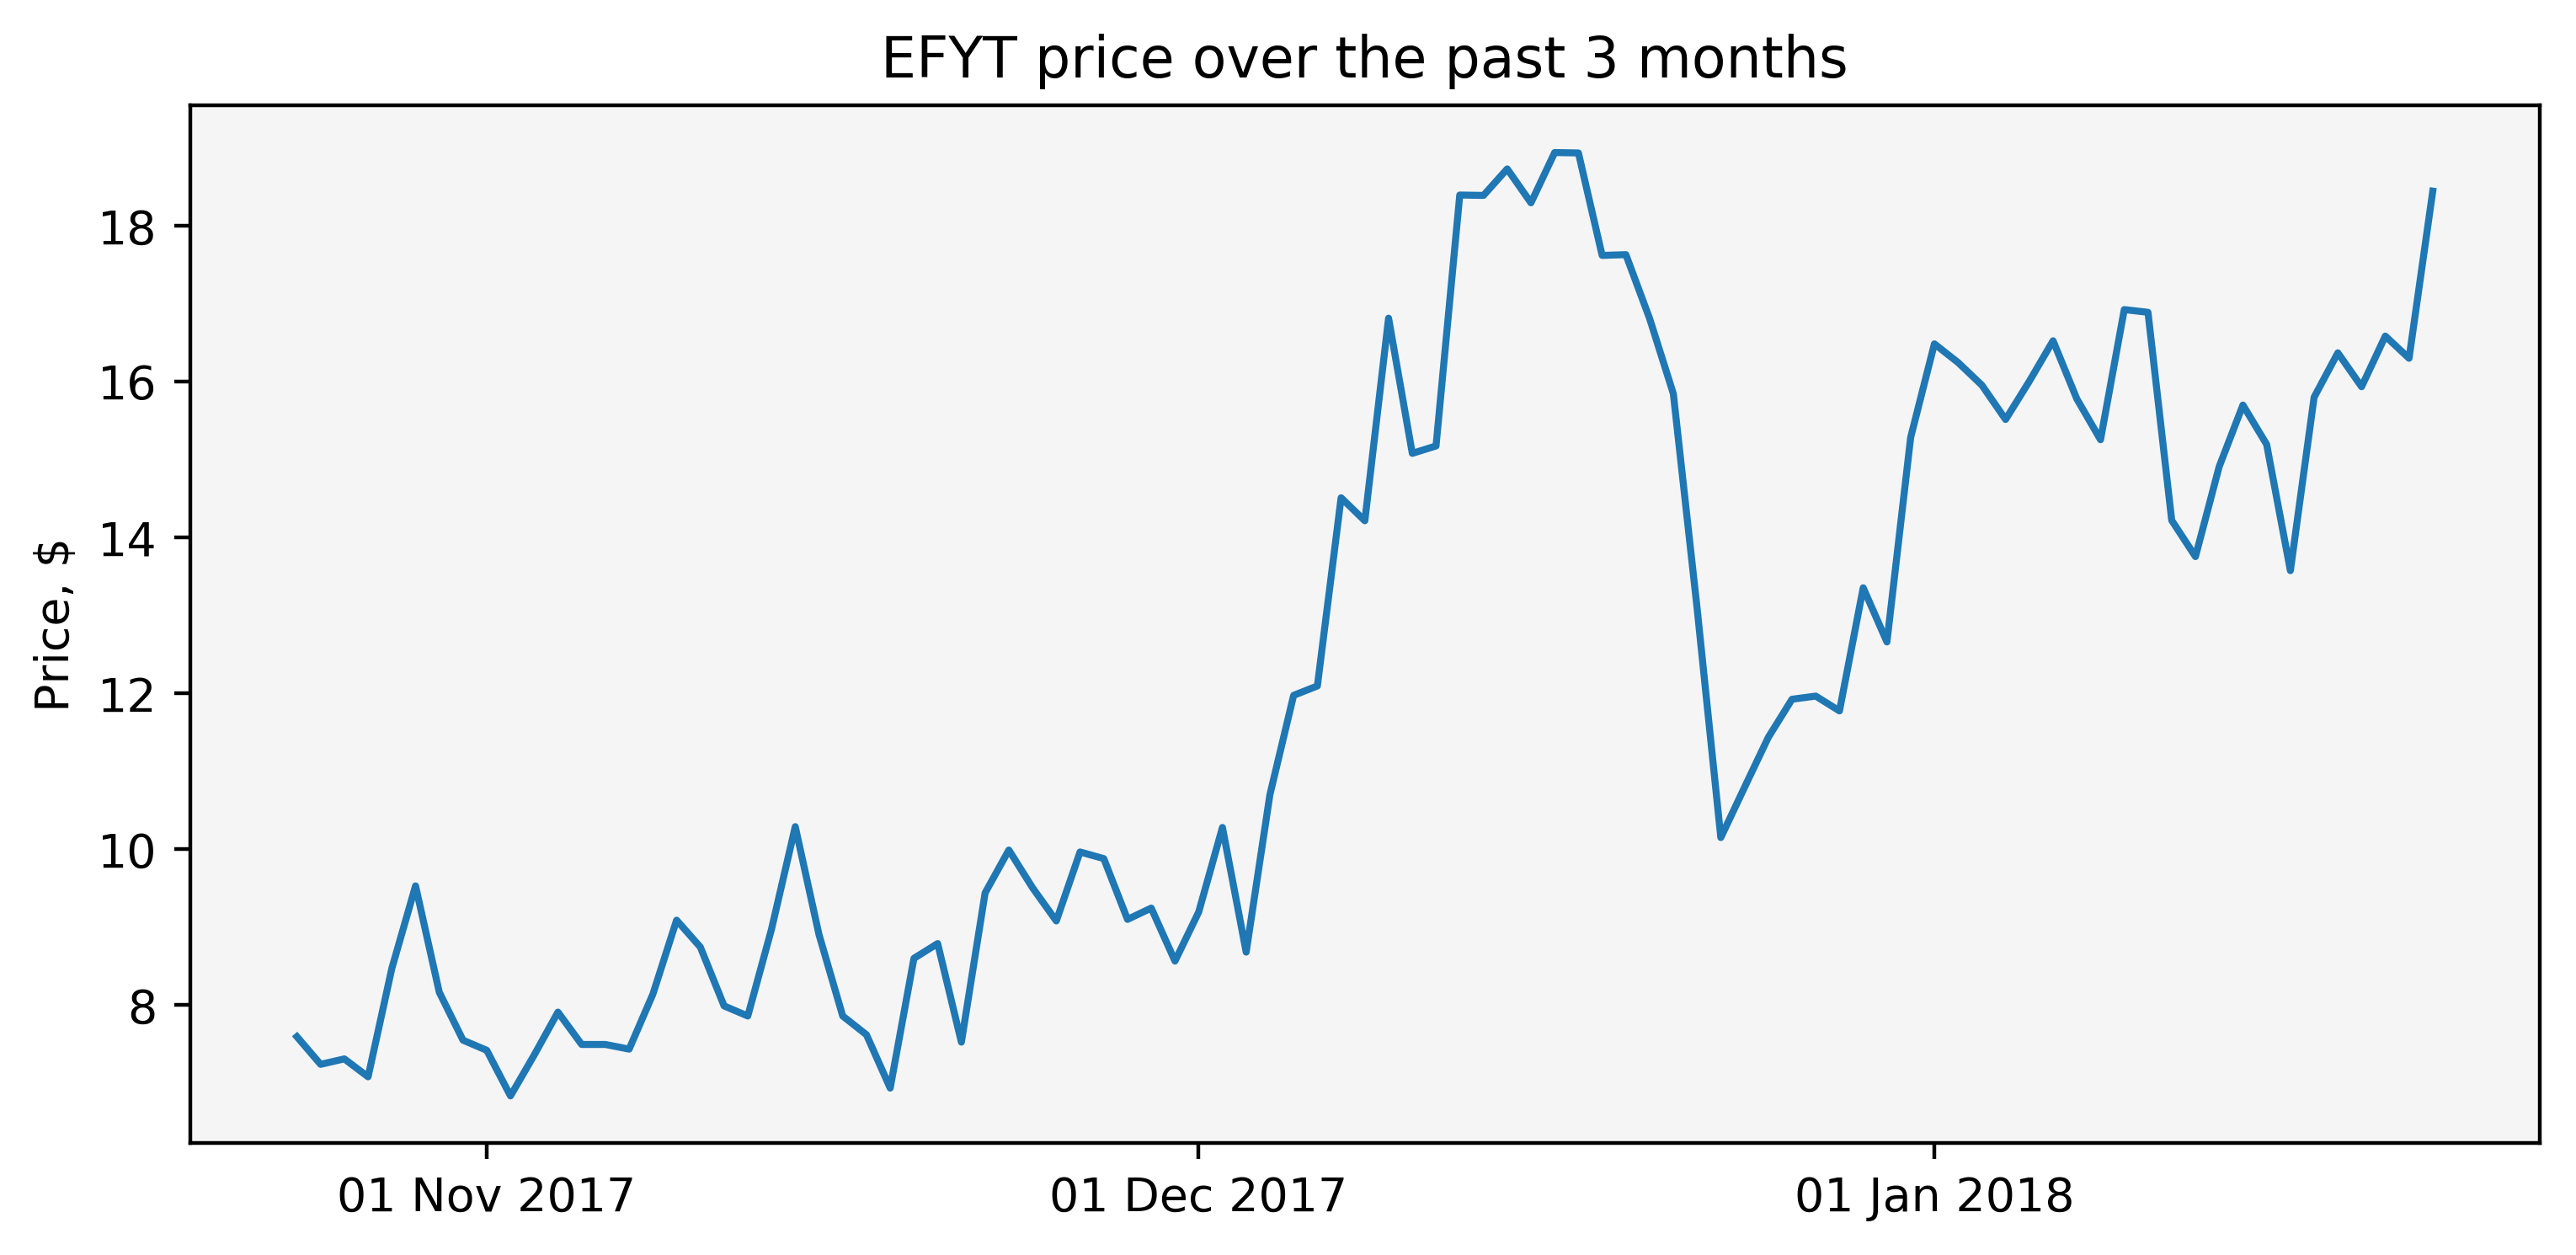 EFYT price over the past 3 months
Price, $
18
16
14
12
10
8
01 Nov 2017
01 Dec 2017
01 Jan 2018